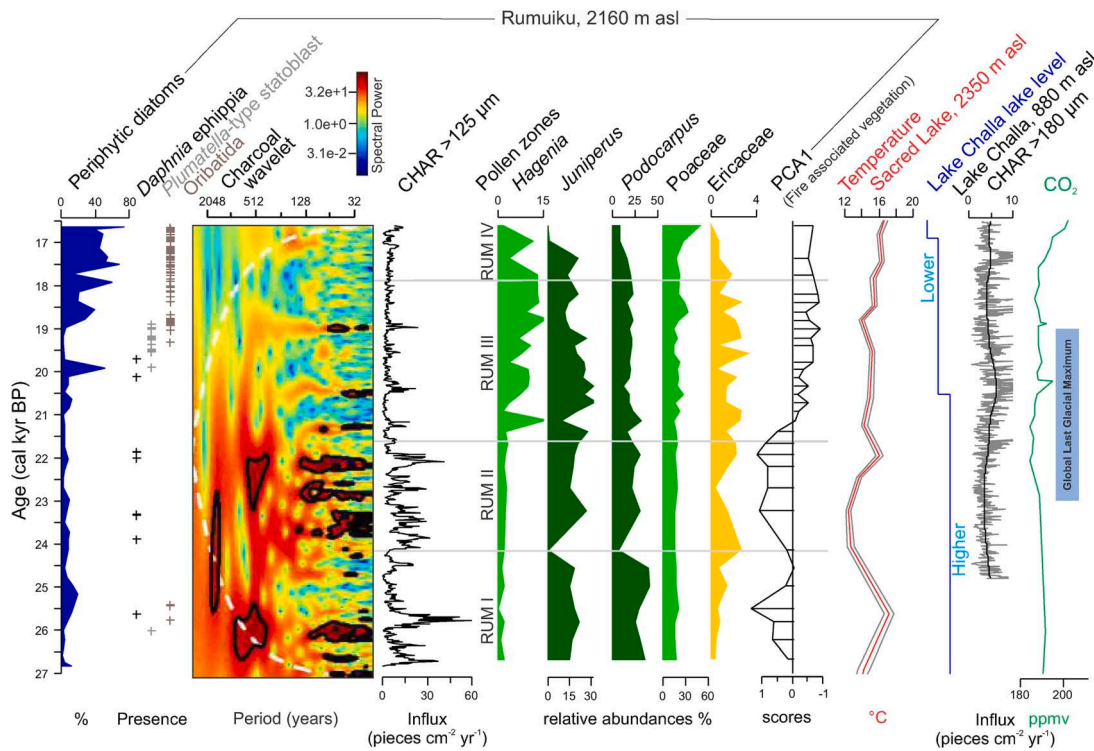 Rumuiku, 2160 m asl
Periphytic diatoms
Daphnia ephippia
Plumatella-type statoblast
Oribatida
Charcoal
wavelet
3.2e+1
1.0e+0
3.1e-2
Spectral Power
CHAR > 125 µm
Pollen zones
Hagenia
Juniperus
Podocarpus
Poaceae
Ericaceae
PCA1
(Fire associated vegetation)
Temperature
Sacred Lake, 2350 m asl
Lake Challa lake level
Lake Challa, 880 m asl
CHAR > 180 µm
CO2
0 40 80
2048 512 128 32
0 15
0 25 50
0 4
12 16 20
0 10
Age (cal kyr BP)
17
18
19
20
21
22
23
24
25
26
27
RUM IV
RUM III
RUM II
RUM I
Lower
Higher
Global Last Glacial Maximum
0 30 60
0 15 30
0 30 60
1 0 -1
180 200
%
Presence
Period (years)
Influx
(pieces cm-2 yr-1)
relative abundances %
scores
°C
Influx
(pieces cm-2 yr-1)
ppmv